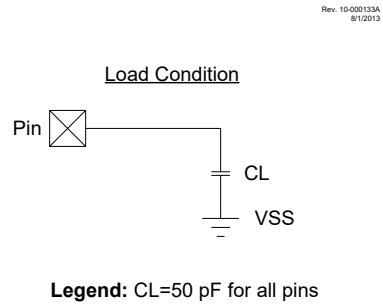 Rev. 10-000133A
8/1/2013
Load Condition
Pin
CL
VSS
Legend: CL=50 pF for all pins